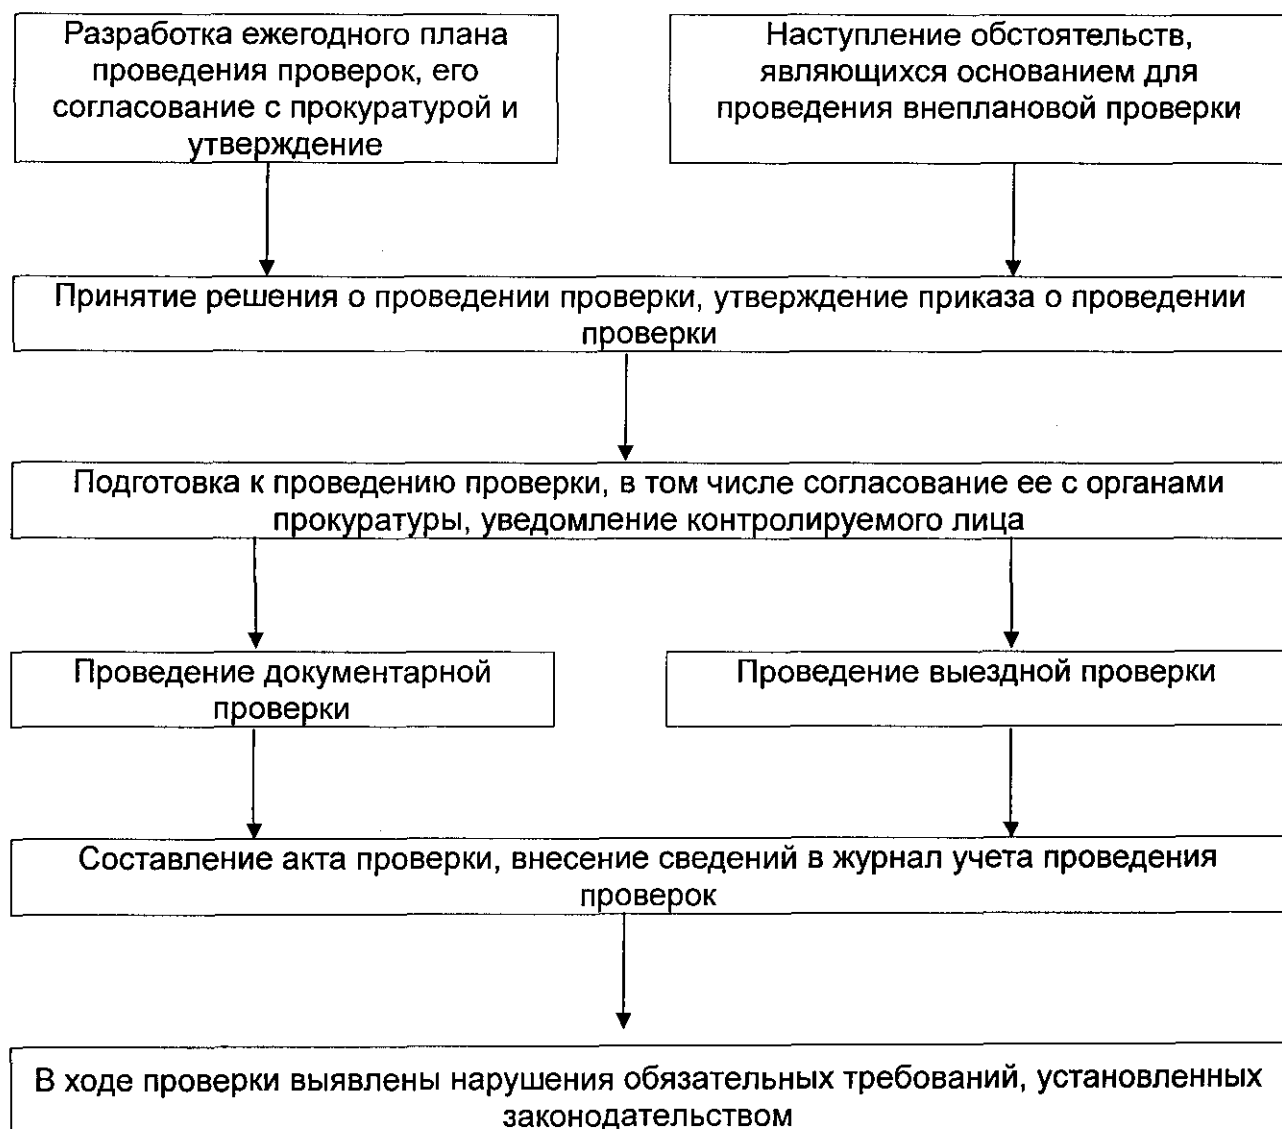 Разработка ежегодного плана
проведения проверок, его
согласование с прокуратурой и
утверждение
Наступление обстоятельств,
являющихся основанием для
проведения внеплановой проверки
Принятие решения о проведении проверки, утверждение приказа о проведении
проверки
Подготовка к проведению проверки, в том числе согласование ее с органами
прокуратуры, уведомление контролируемого лица
Проведение документарной
проверки
Проведение выездной проверки
Составление акта проверки, внесение сведений в журнал учета проведения
проверок
В ходе проверки выявлены нарушения обязательных требований, установленных
законодательством